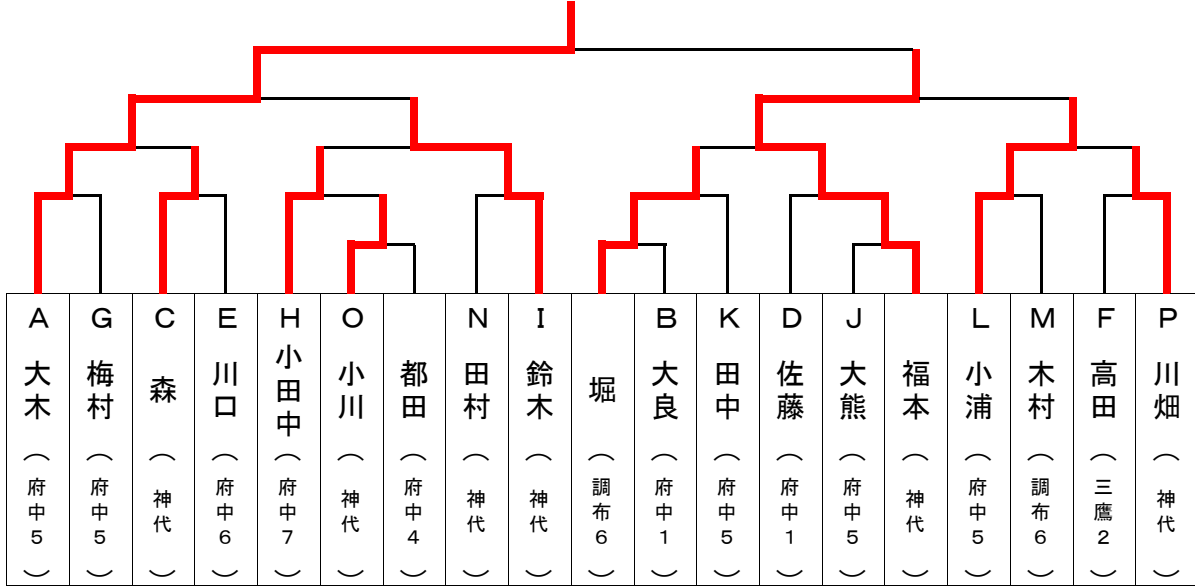 A 大木 （府中5）
G 梅村 （府中5）
C 森 （神代）
E 川口 （府中6）
H 小田中 （府中7）
O 小川 （神代）
都田 （府中4）
N 田村 （神代）
I 鈴木 （神代）
堀 （調布6）
B 大良 （府中1）
K 田中 （府中5）
D 佐藤 （府中1）
J 大熊 （府中5）
福本 （神代）
L 小浦 （府中5）
M 木村 （調布6）
F 高田 （三鷹2）
P 川畑 （神代）